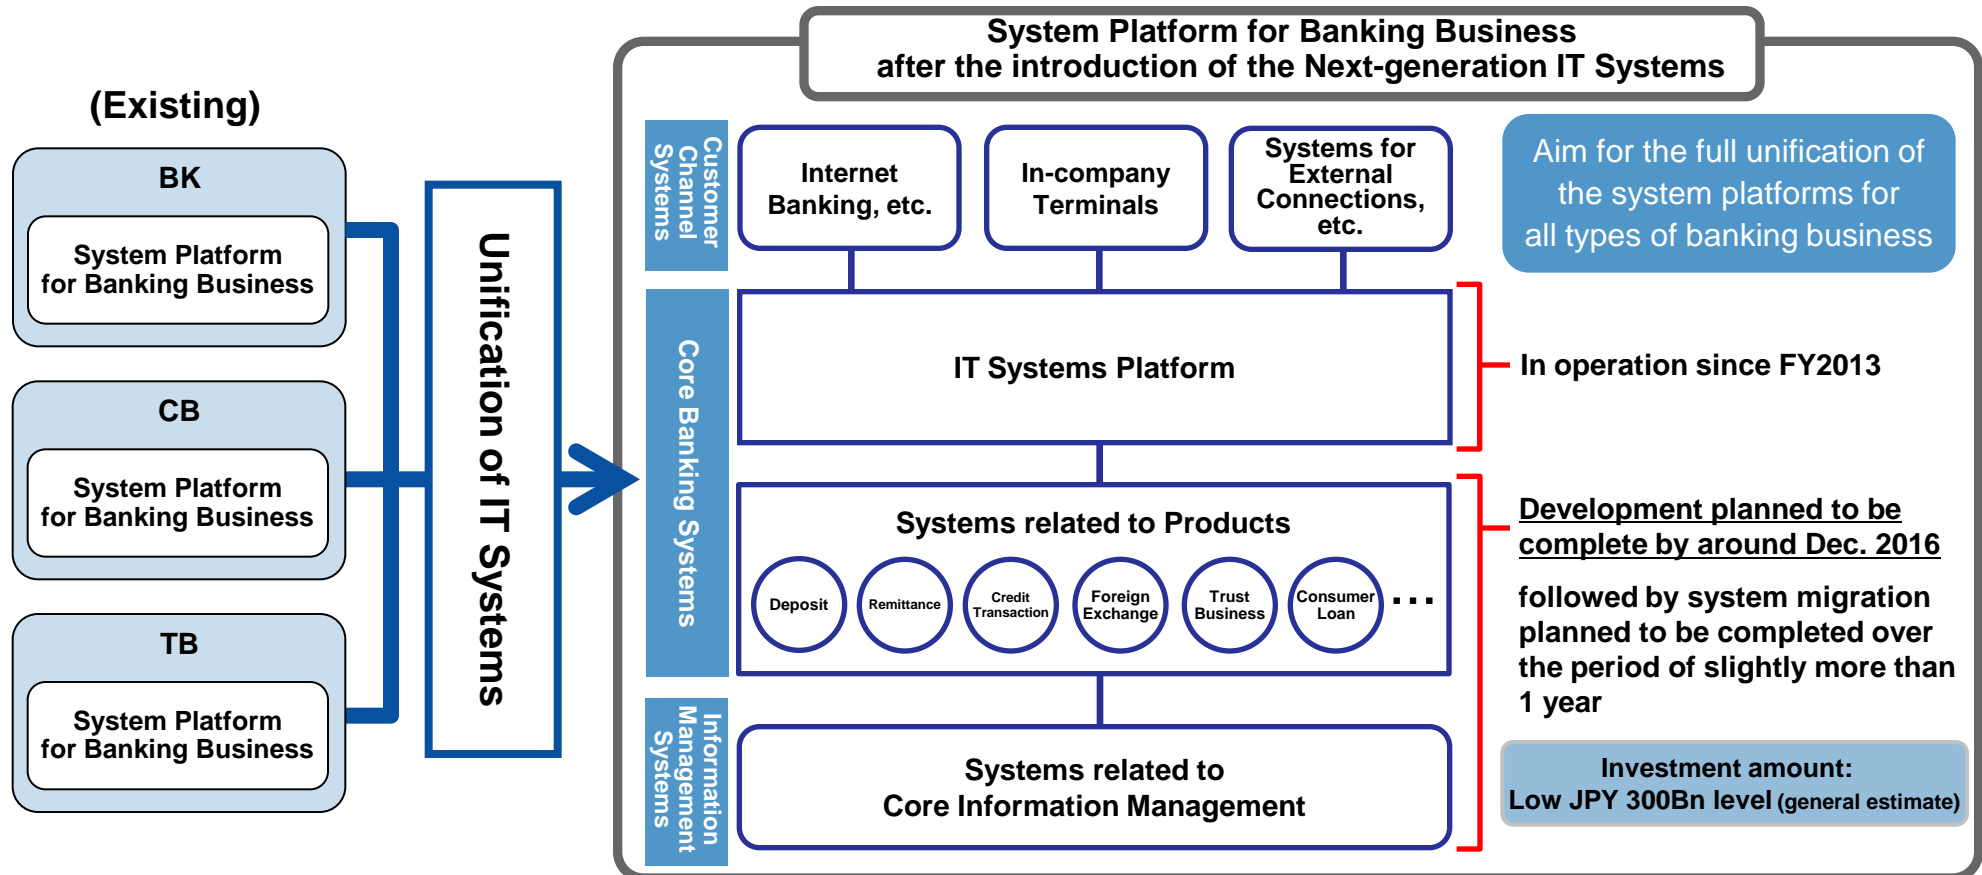 System Platform for Banking Business
after the introduction of the Next-generation IT Systems
(Existing)
BK
System Platform
for Banking Business
CB
System Platform
for Banking Business
TB
System Platform
for Banking Business
Unification of IT Systems
Customer
Channel
Systems
Internet
Banking, etc.
In-company
Terminals
Systems for
External
Connections,
etc.
Aim for the full unification of
the system platforms for
all types of banking business
Core Banking Systems
IT Systems Platform
In operation since FY2013
Systems related to Products
Deposit
Remittance
Credit
Transaction
Foreign
Exchange
Trust
Business
Consumer
Loan
...
Development planned to be
complete by around Dec. 2016
followed by system migration
planned to be completed over
the period of slightly more than
1 year
Information
Management
Systems
Systems related to
Core Information Management
Investment amount:
Low JPY 300Bn level (general estimate)